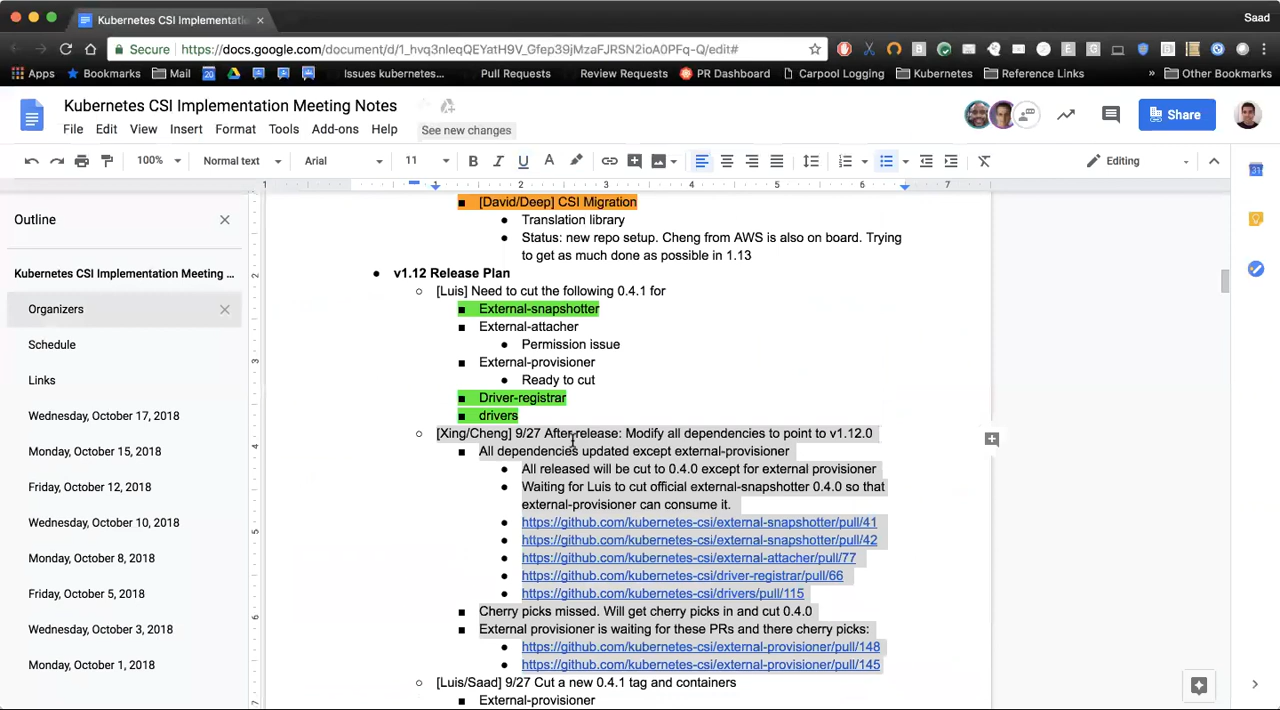 Kubernetes CSI Implementatio
Saad
Secure
https://docs.google.com/document/d/1_hvq3nleqQEYatH9V_Gfep39jMzaFJRSN2ioA0PFq-Q/edit#
Apps
Bookmarks
Mail
Issues kubernetes...
Pull Requests
Review Requests
PR Dashboard
Carpool Logging
Kubernetes
Reference Links
»
Other Bookmarks
Kubernetes CSI Implementation Meeting Notes
File Edit View Insert Format Tools Add-ons Help
See new changes
Share
100%
Normal text
Arial
11
Editing
Outline
Kubernetes CSI Implementation Meeting ...
Organizers
Schedule
Links
Wednesday, October 17, 2018
Monday, October 15, 2018
Friday, October 12, 2018
Wednesday, October 10, 2018
Monday, October 8, 2018
Friday, October 5, 2018
Wednesday, October 3, 2018
Monday, October 1, 2018
[David/Deep] CSI Migration
Translation library
Status: new repo setup. Cheng from AWS is also on board. Trying
to get as much done as possible in 1.13
v1.12 Release Plan
[Luis] Need to cut the following 0.4.1 for
External-snapshotter
External-attacher
Permission issue
External-provisioner
Ready to cut
Driver-registrar
drivers
[Xing/Cheng] 9/27 After release: Modify all dependencies to point to v1.12.0
All dependencies updated except external-provisioner
All released will be cut to 0.4.0 except for external provisioner
Waiting for Luis to cut official external-snapshotter 0.4.0 so that
external-provisioner can consume it.
https://github.com/kubernetes-csi/external-snapshotter/pull/41
https://github.com/kubernetes-csi/external-snapshotter/pull/42
https://github.com/kubernetes-csi/external-attacher/pull/77
https://github.com/kubernetes-csi/driver-registrar/pull/66
https://github.com/kubernetes-csi/drivers/pull/115
Cherry picks missed. Will get cherry picks in and cut 0.4.0
External provisioner is waiting for these PRs and there cherry picks:
https://github.com/kubernetes-csi/external-provisioner/pull/148
https://github.com/kubernetes-csi/external-provisioner/pull/145
[Luis/Saad] 9/27 Cut a new 0.4.1 tag and containers
External-provisioner